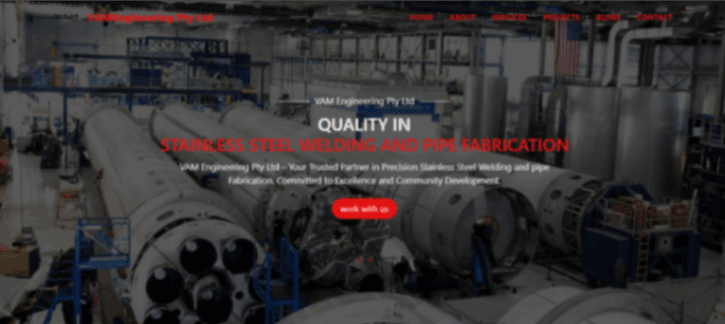 VAMEngineering Pty Ltd
HOME ABOUT SERVICES PROJECTS BLOGS CONTACT
VAM Engineering Pty Ltd
QUALITY IN
STAINLESS STEEL WELDING AND PIPE FABRICATION
VAM Engineering Pty Ltd – Your Trusted Partner in Precision Stainless Steel Welding and pipe
Fabrication. Committed to Excellence and Community Development.
work with us